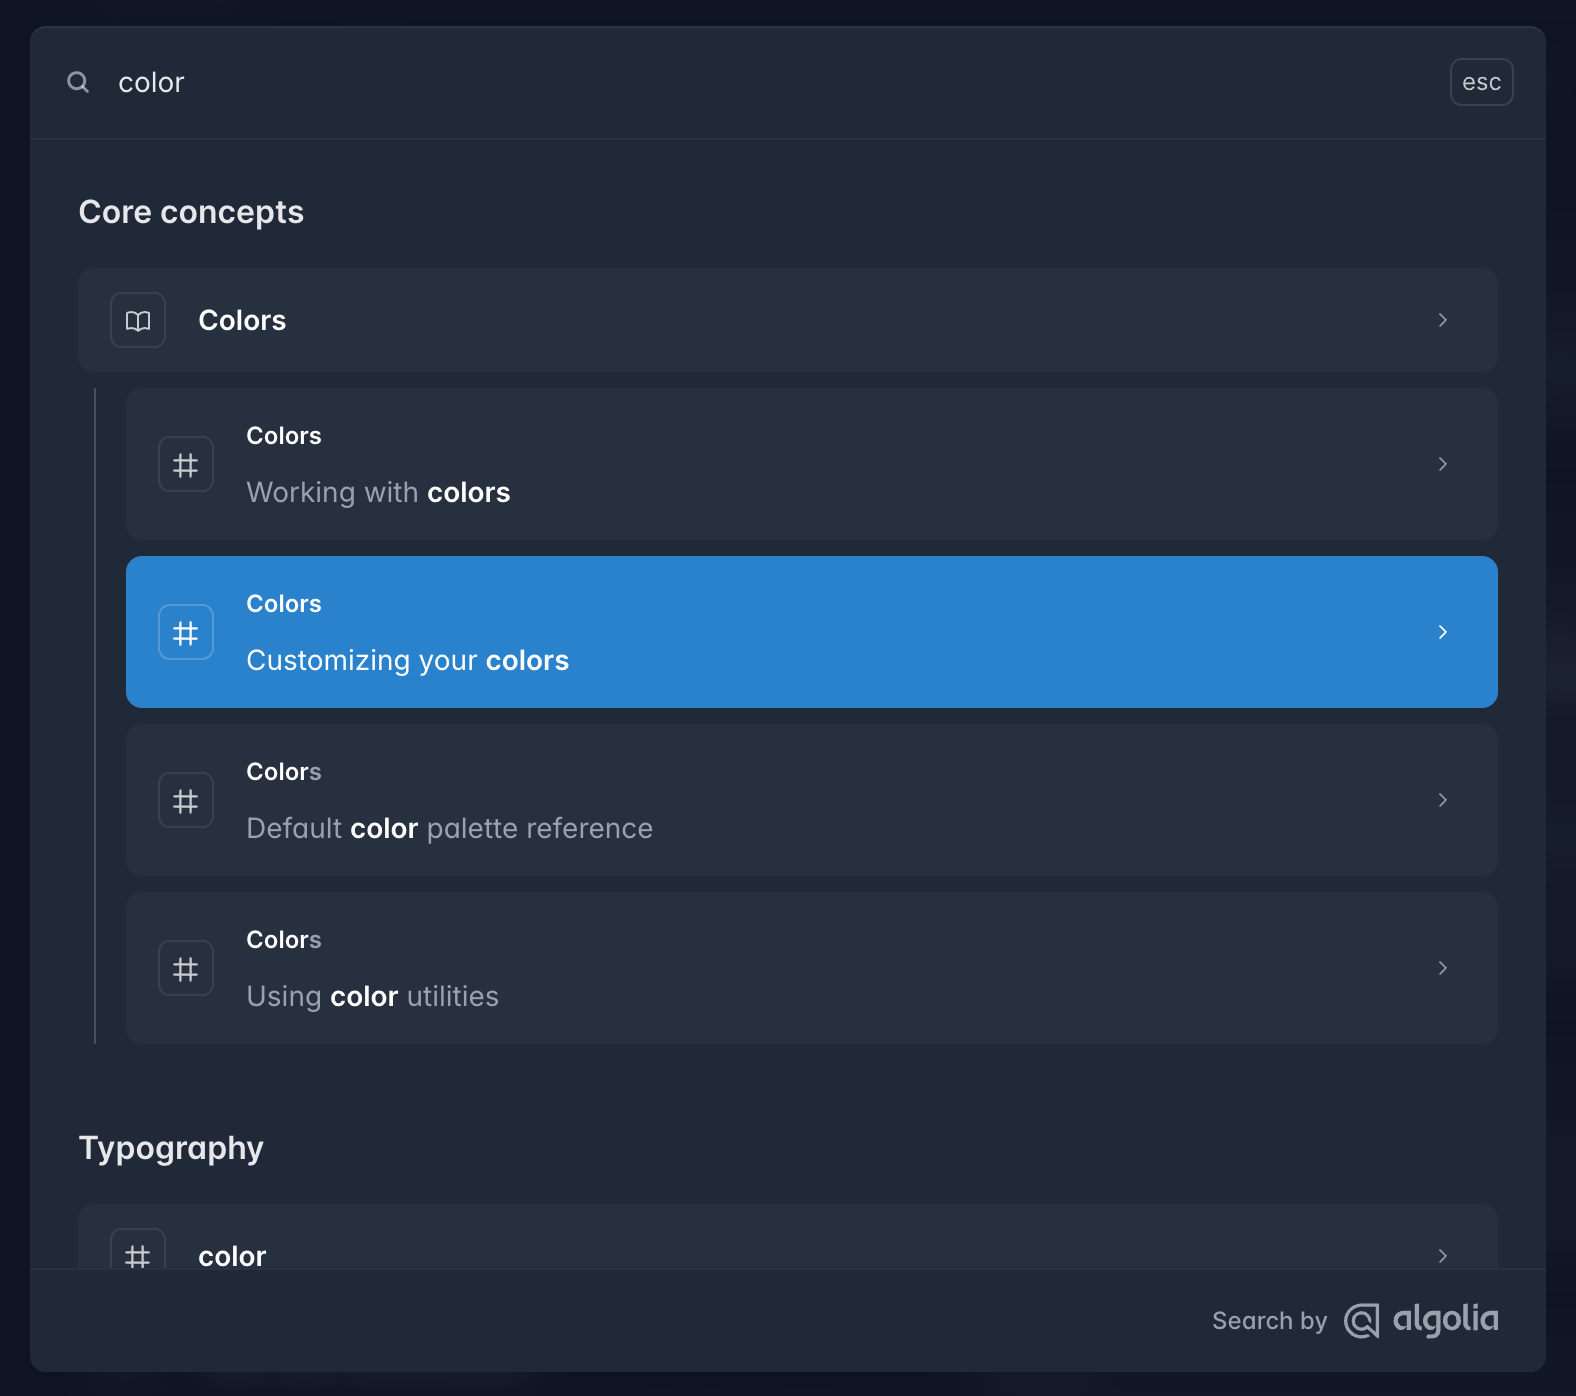 color
esc
Core concepts
Colors
Colors
Working with colors
Colors
Customizing your colors
Colors
Default color palette reference
Colors
Using color utilities
Typography
color
Search by algolia